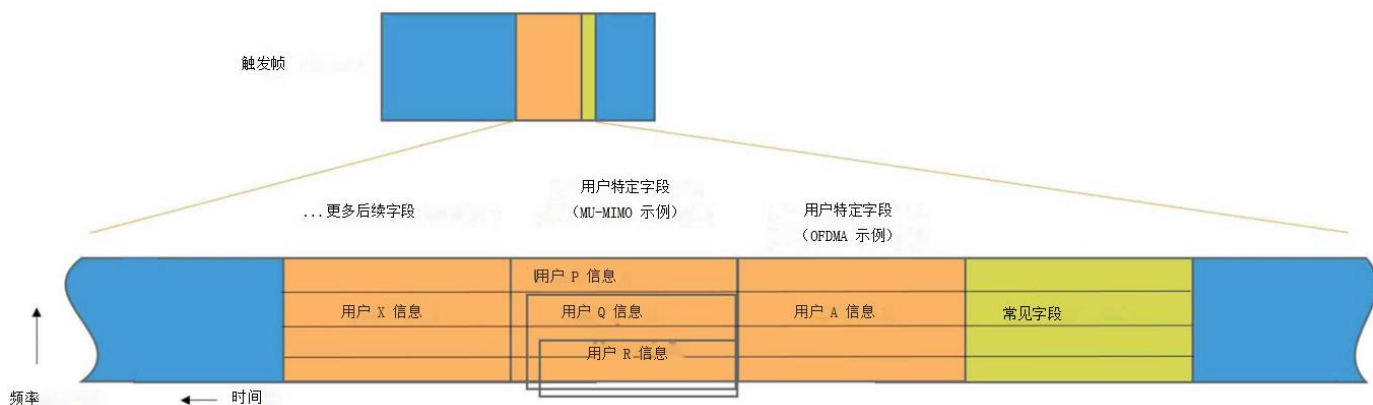 触发帧
用户特定字段
（MU-MIMO 示例）
...更多后续字段
用户特定字段
（OFDMA 示例）
用户 P 信息
用户 X 信息
用户 Q 信息
用户 A 信息
常见字段
用户 R 信息
频率
时间